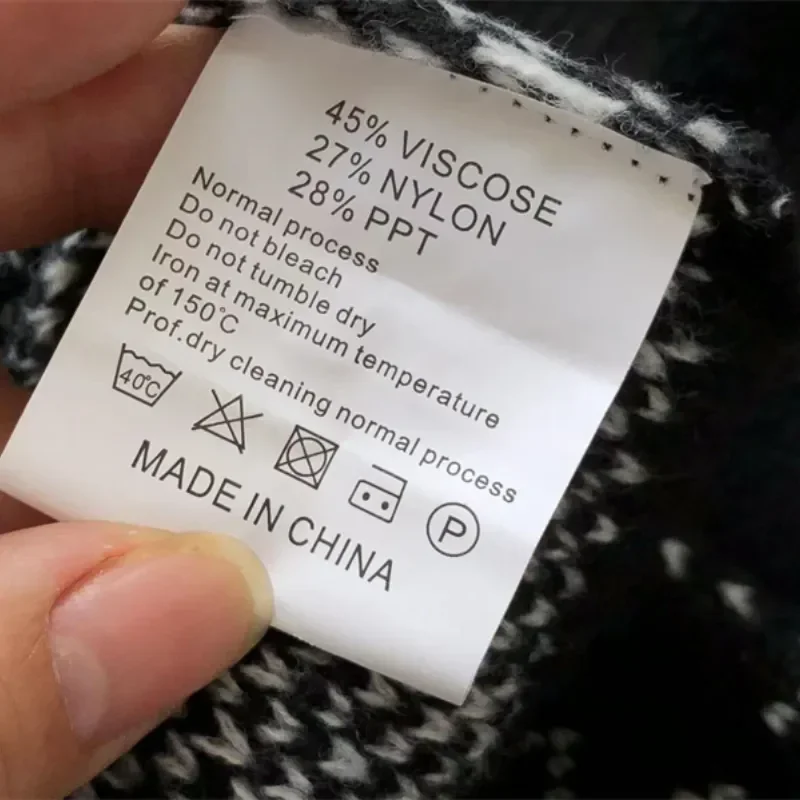 45% VISCOSE
27% NYLON
28% PPT
Normal process
Do not bleach
Do not tumble dry
Iron at maximum temperature
of 150℃
Prof.dry cleaning normal process
40℃
P
MADE IN CHINA